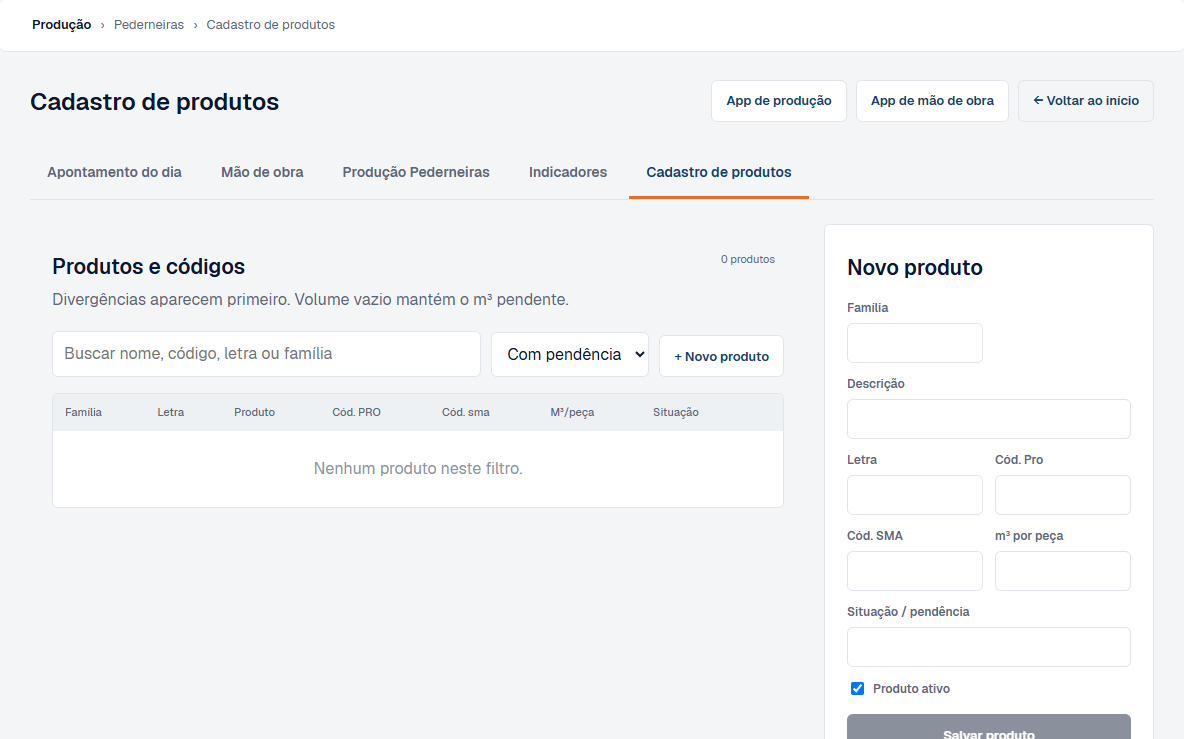 Produção › Pederneiras › Cadastro de produtos
Cadastro de produtos
App de produção
App de mão de obra
← Voltar ao início
Apontamento do dia
Mão de obra
Produção Pederneiras
Indicadores
Cadastro de produtos
Produtos e códigos
0 produtos
Divergências aparecem primeiro. Volume vazio mantém o m³ pendente.
Buscar nome, código, letra ou família
Com pendência
+ Novo produto
Família Letra Produto Cód. PRO Cód. sma M³/peça Situação
Nenhum produto neste filtro.
Novo produto
Família
Descrição
Letra Cód. Pro
Cód. SMA m³ por peça
Situação / pendência
Produto ativo
Salvar produto